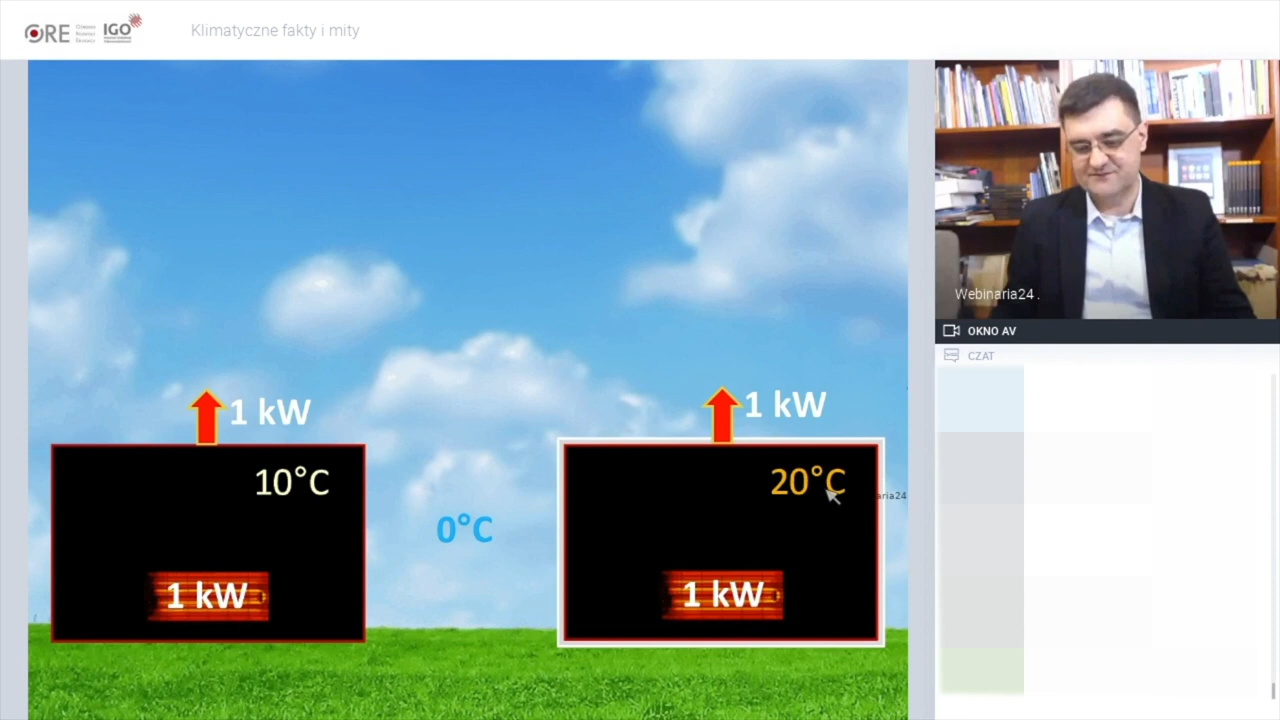 ORE
IGO
Klimatyczne fakty i mity
1 kW
1 kW
10°C
20°C
aria24
0°C
1 kW
1 kW
Webinaria24 .
OKNO AV
CZAT